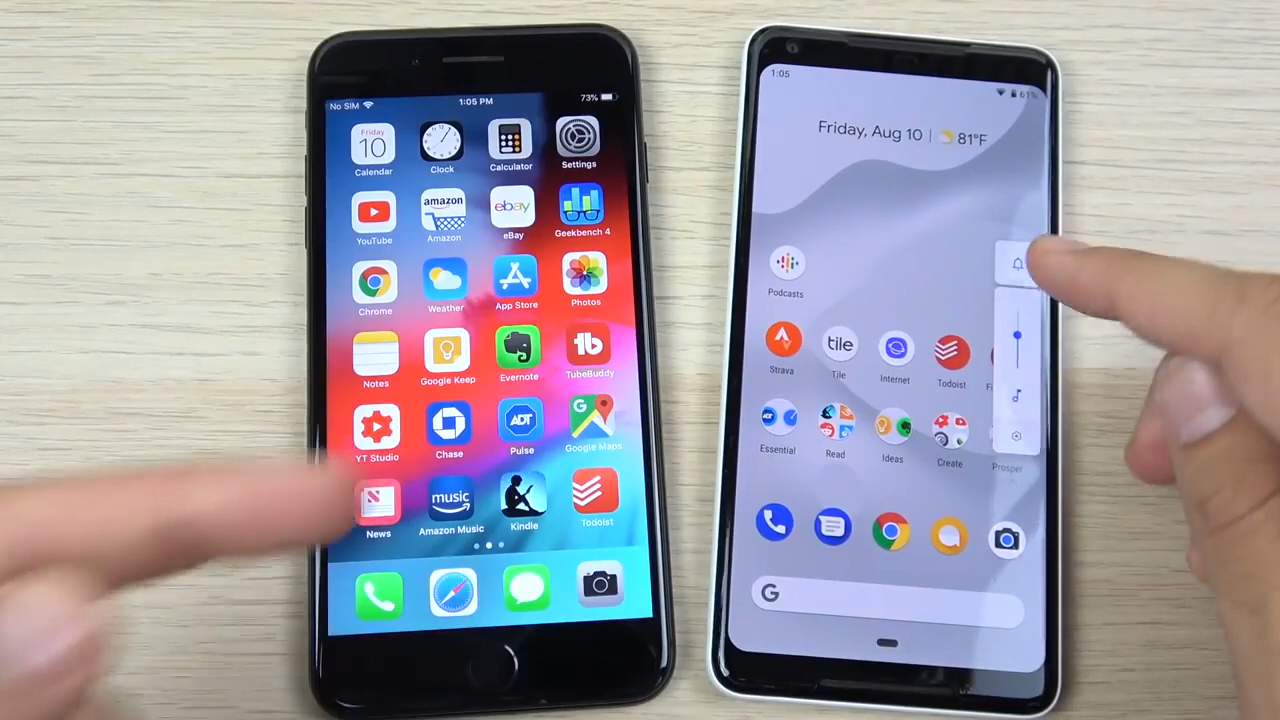 No SIM 1:05 PM 73%
Friday
10
Calendar Clock Calculator Settings
amazon ebay
YouTube Amazon eBay Geekbench 4
Chrome Weather App Store Photos
tb
Notes Google Keep Evernote TubeBuddy
ADT G
YT Studio Chase Pulse Google Maps
music
News Amazon Music Kindle Todoist
1:05 61%
Friday, Aug 10 | 81°F
Podcasts
tile
Strava Tile Internet Todoist
ADT
Essential Read Ideas Create Prosper
G